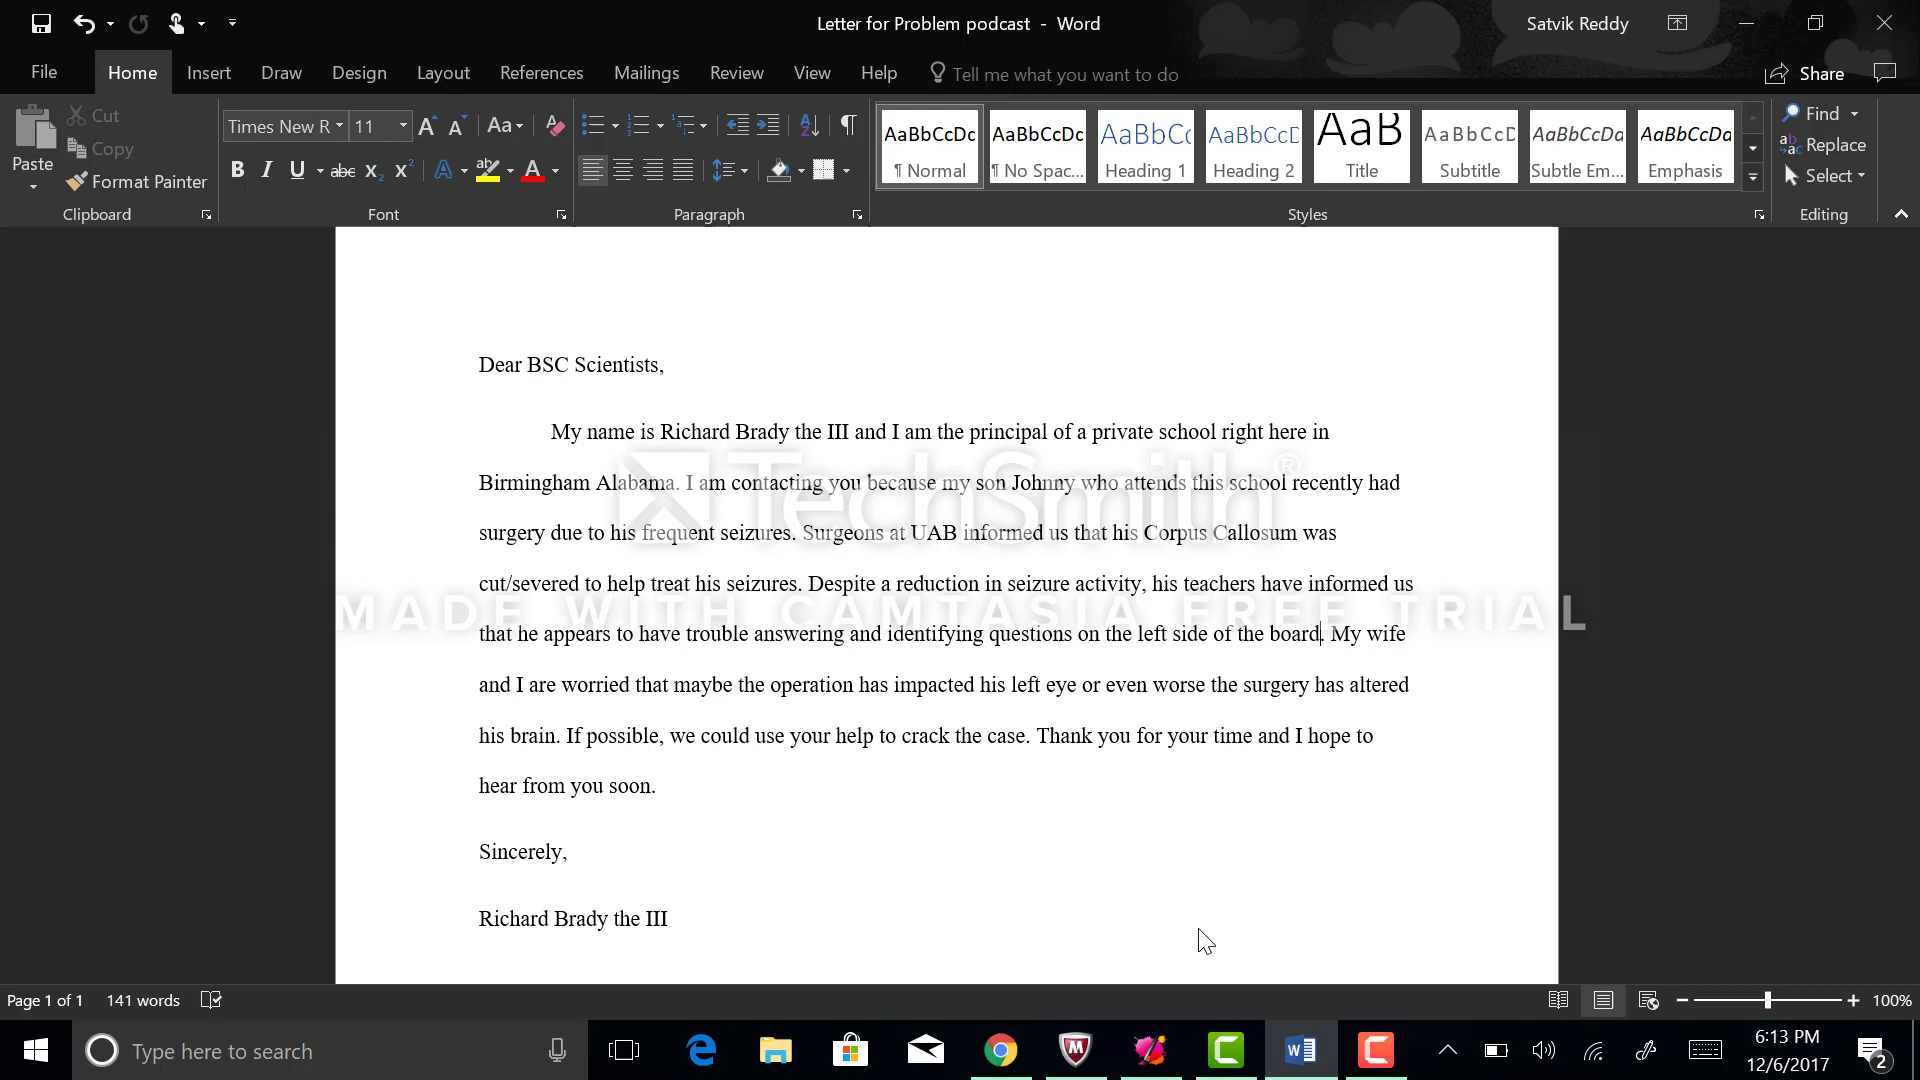 Letter for Problem podcast - Word
Satvik Reddy
File Home Insert Draw Design Layout References Mailings Review View Help Tell me what you want to do Share
Paste
Cut
Copy
Format Painter
Clipboard
Times New R 11
Aa
B I U abc X₂ X² A ab A
Font
Paragraph
AaBbCcDc AaBbCcDc AaBbC AaBbCcD AaB AaBbCcD AaBbCcDa AaBbCcDa
¶ Normal ¶ No Spac... Heading 1 Heading 2 Title Subtitle Subtle Em... Emphasis
Styles
Find
Replace
Select
Editing
Dear BSC Scientists,
My name is Richard Brady the III and I am the principal of a private school right here in
Birmingham Alabama. I am contacting you because my son Johnny who attends this school recently had
TechSmith®
surgery due to his frequent seizures. Surgeons at UAB informed us that his Corpus Callosum was
cut/severed to help treat his seizures. Despite a reduction in seizure activity, his teachers have informed us
MADE WITH CAMTASIA FREE TRIAL
that he appears to have trouble answering and identifying questions on the left side of the board. My wife
and I are worried that maybe the operation has impacted his left eye or even worse the surgery has altered
his brain. If possible, we could use your help to crack the case. Thank you for your time and I hope to
hear from you soon.
Sincerely,
Richard Brady the III
Page 1 of 1 141 words
100%
Type here to search
6:13 PM
12/6/2017
2